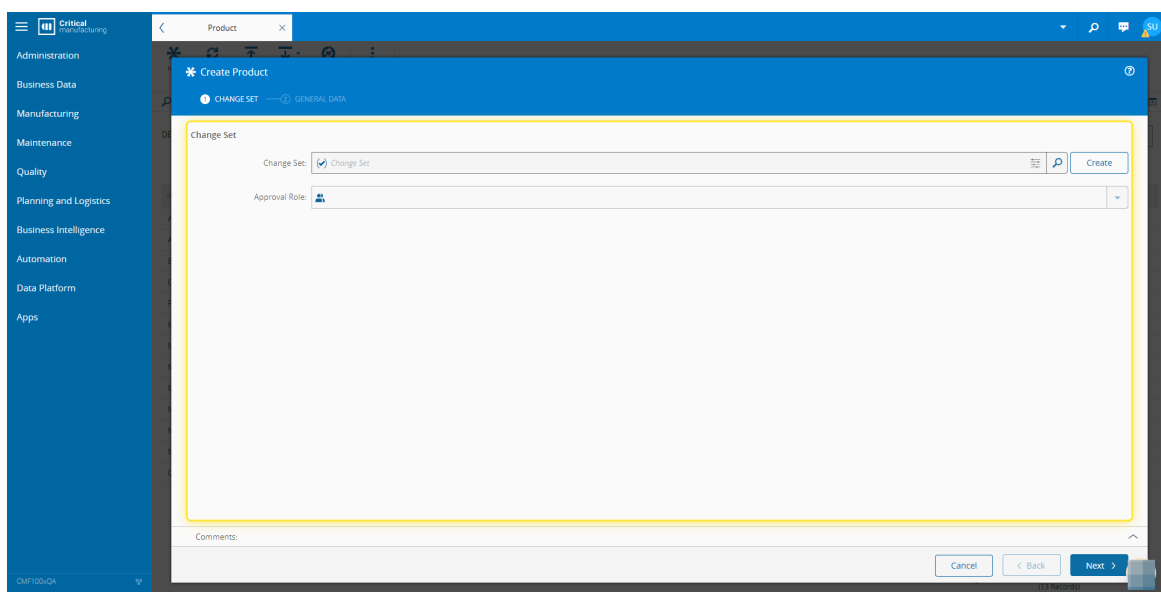 Critical
manufacturing
Product
SU
Administration
Business Data
Manufacturing
Maintenance
Quality
Planning and Logistics
Business Intelligence
Automation
Data Platform
Apps
CMF100xQA
Create Product
1 CHANGE SET 2 GENERAL DATA
Change Set
Change Set: Change Set Create
Approval Role:
Comments:
Cancel Back Next
(13 Records)